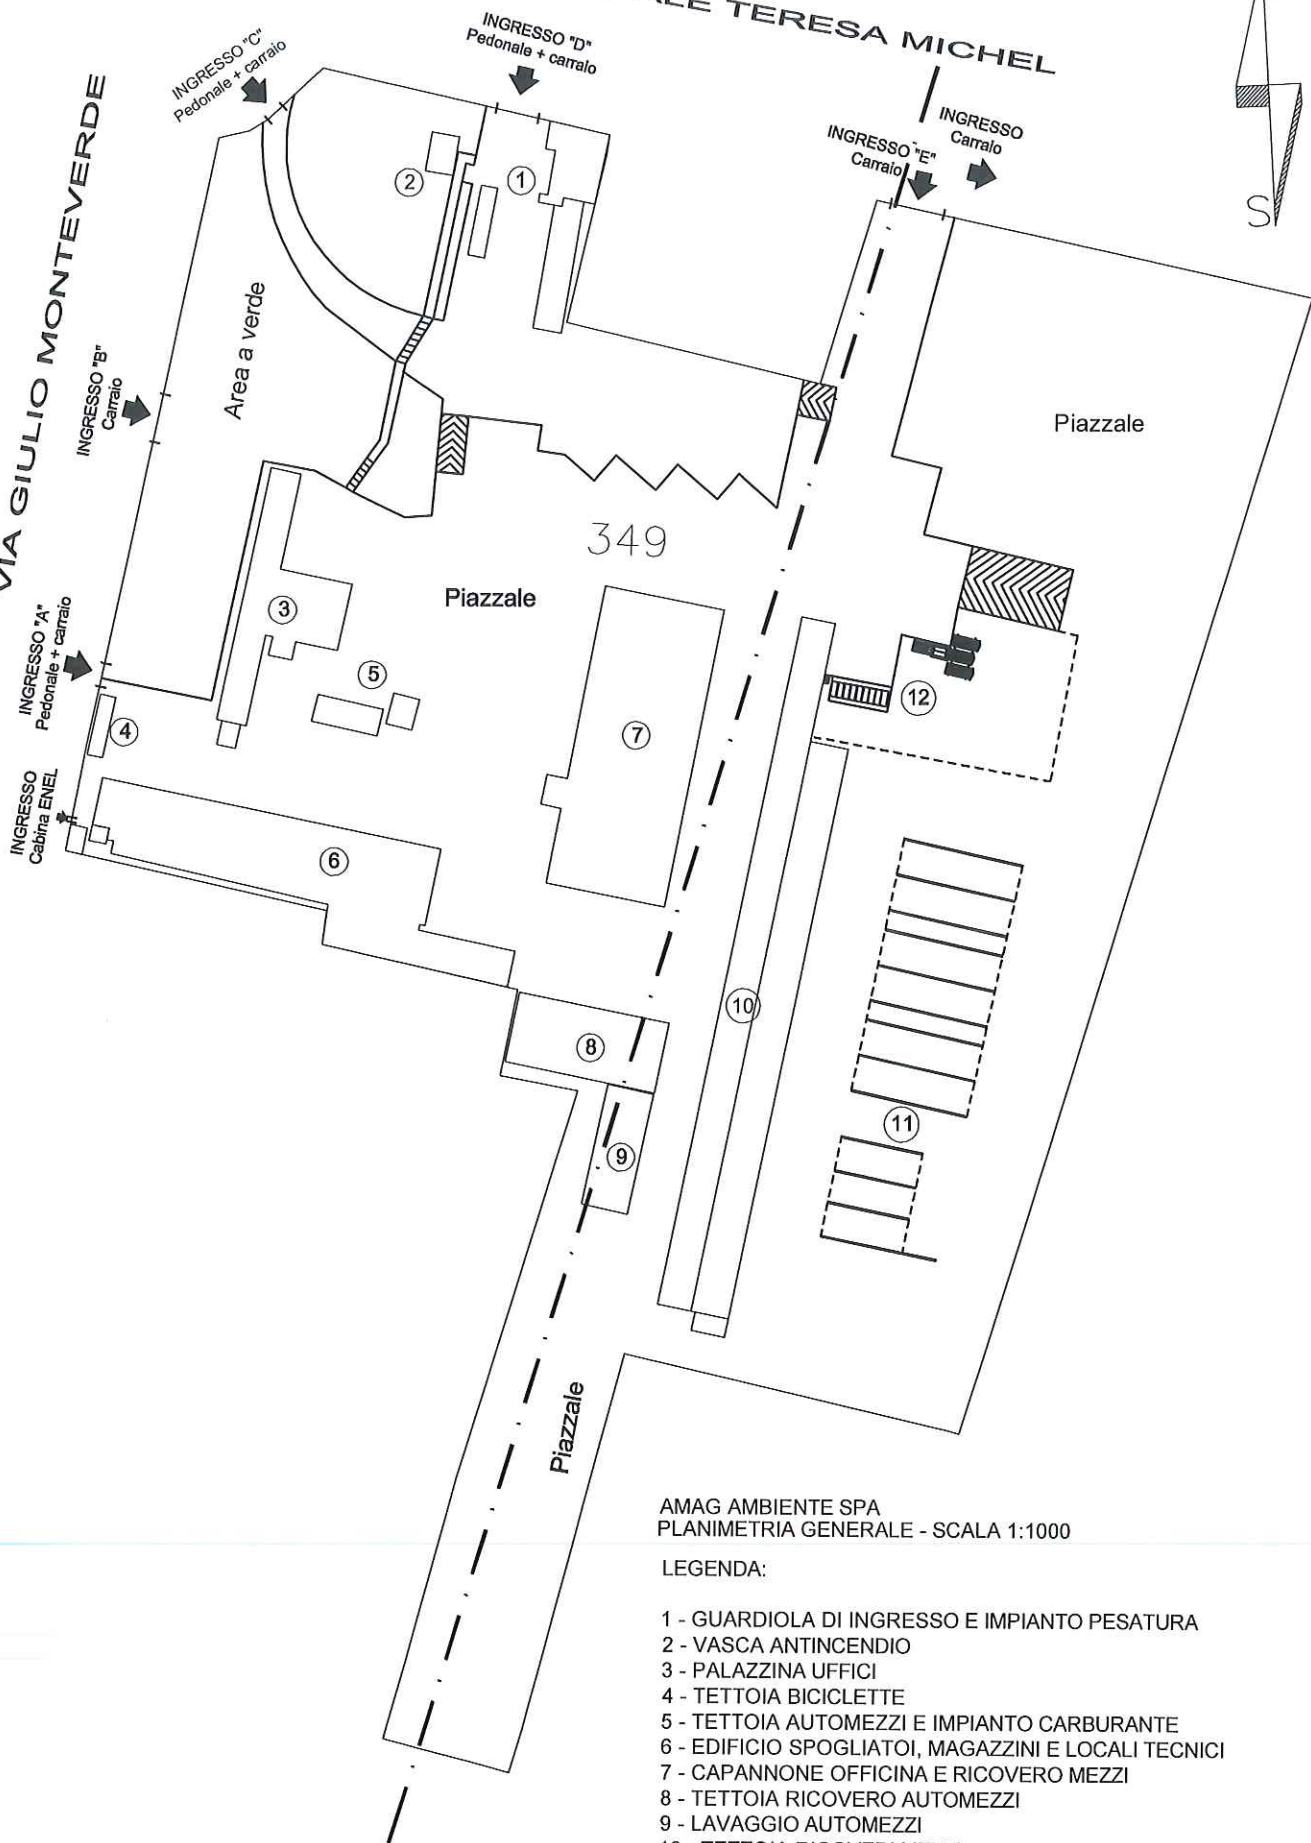 TERESA MICHEL
INGRESSO "D"
Pedonale + carraio
INGRESSO "C"
Pedonale + carraio
INGRESSO "E"
Carraio
INGRESSO
Carraio
S
VIA GIULIO MONTEVERDE
2
1
Area a verde
INGRESSO "B"
Carraio
Piazzale
349
Piazzale
INGRESSO "A"
Pedonale + carraio
3
5
12
4
7
INGRESSO
Cabina ENEL
6
10
8
11
9
Piazzale
AMAG AMBIENTE SPA
PLANIMETRIA GENERALE - SCALA 1:1000
LEGENDA:
1 - GUARDIOLA DI INGRESSO E IMPIANTO PESATURA
2 - VASCA ANTINCENDIO
3 - PALAZZINA UFFICI
4 - TETTOIA BICICLETTE
5 - TETTOIA AUTOMEZZI E IMPIANTO CARBURANTE
6 - EDIFICIO SPOGLIATOI, MAGAZZINI E LOCALI TECNICI
7 - CAPANNONE OFFICINA E RICOVERO MEZZI
8 - TETTOIA RICOVERO AUTOMEZZI
9 - LAVAGGIO AUTOMEZZI